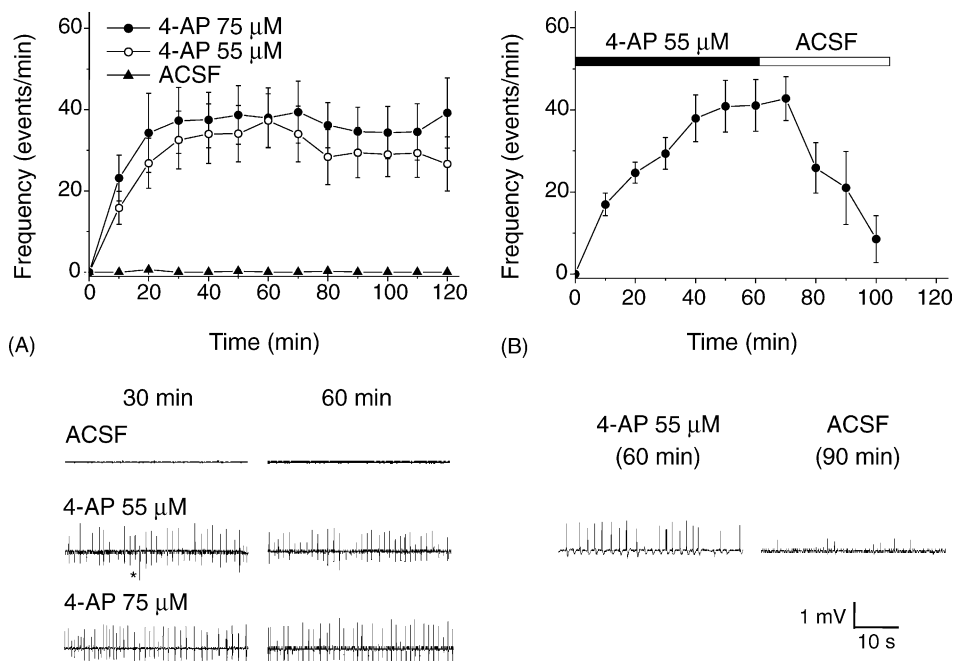 4-AP 75 μM
4-AP 55 μM
ACSF
Frequency (events/min)
60
40
20
0
0 20 40 60 80 100 120
Time (min)
(A)
4-AP 55 μM ACSF
Frequency (events/min)
60
40
20
0
0 20 40 60 80 100 120
Time (min)
(B)
30 min 60 min
ACSF
4-AP 55 μM
*
4-AP 75 μM
4-AP 55 μM ACSF
(60 min) (90 min)
1 mV
10 s